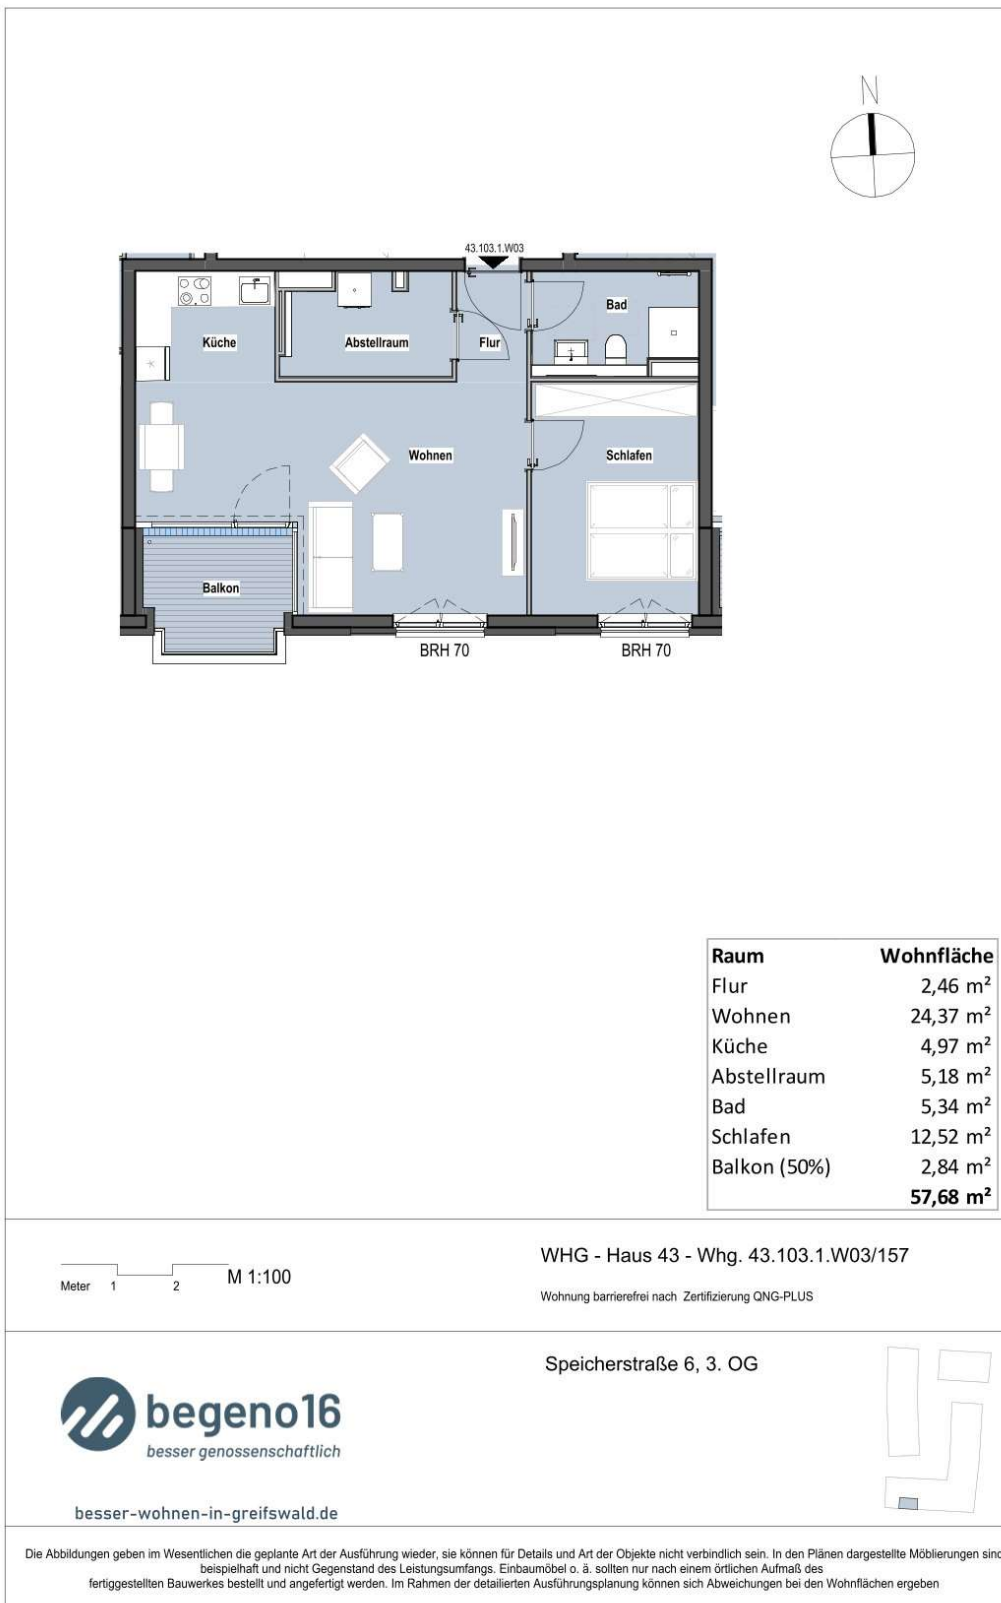 N
43.103.1.W03
Küche
Abstellraum
Flur
Bad
Wohnen
Schlafen
Balkon
BRH 70
BRH 70
Raum Wohnfläche
Flur 2,46 m²
Wohnen 24,37 m²
Küche 4,97 m²
Abstellraum 5,18 m²
Bad 5,34 m²
Schlafen 12,52 m²
Balkon (50%) 2,84 m²
57,68 m²
Meter 1 2 M 1:100
WHG - Haus 43 - Whg. 43.103.1.W03/157
Wohnung barrierefrei nach Zertifizierung QNG-PLUS
Speicherstraße 6, 3. OG
begeno16
besser genossenschaftlich
besser-wohnen-in-greifswald.de
Die Abbildungen geben im Wesentlichen die geplante Art der Ausführung wieder, sie können für Details und Art der Objekte nicht verbindlich sein. In den Plänen dargestellte Möblierungen sind
beispielhaft und nicht Gegenstand des Leistungsumfangs. Einbaumöbel o. ä. sollten nur nach einem örtlichen Aufmaß des
fertiggestellten Bauwerkes bestellt und angefertigt werden. Im Rahmen der detailierten Ausführungsplanung können sich Abweichungen bei den Wohnflächen ergeben